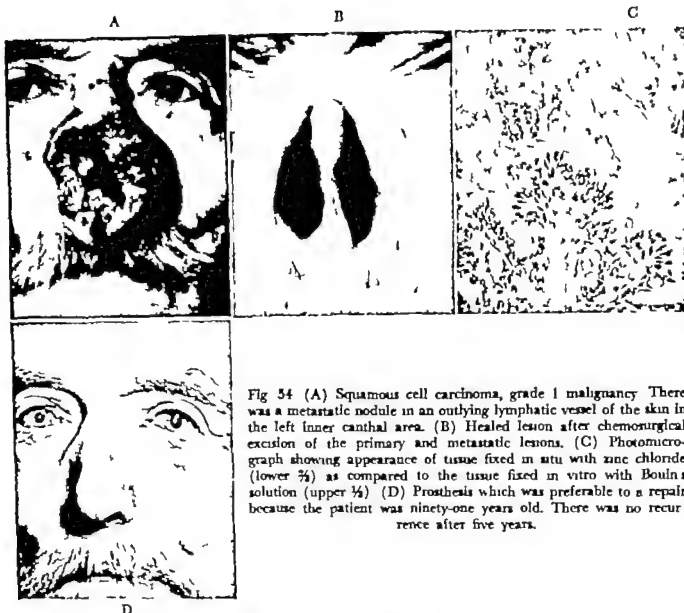 A
B
C
Fig 54 (A) Squamous cell carcinoma, grade 1 malignancy There
was a metastatic nodule in an outlying lymphatic vessel of the skin in
the left inner canthal area. (B) Healed lesion after chemosurgical
excision of the primary and metastatic lesions. (C) Photomicro-
graph showing appearance of tissue fixed in situ with zinc chloride
(lower ⅔) as compared to the tissue fixed in vitro with Bouin s
solution (upper ⅓) (D) Prosthesis which was preferable to a repair
because the patient was ninety-one years old. There was no recur
rence after five years.
D